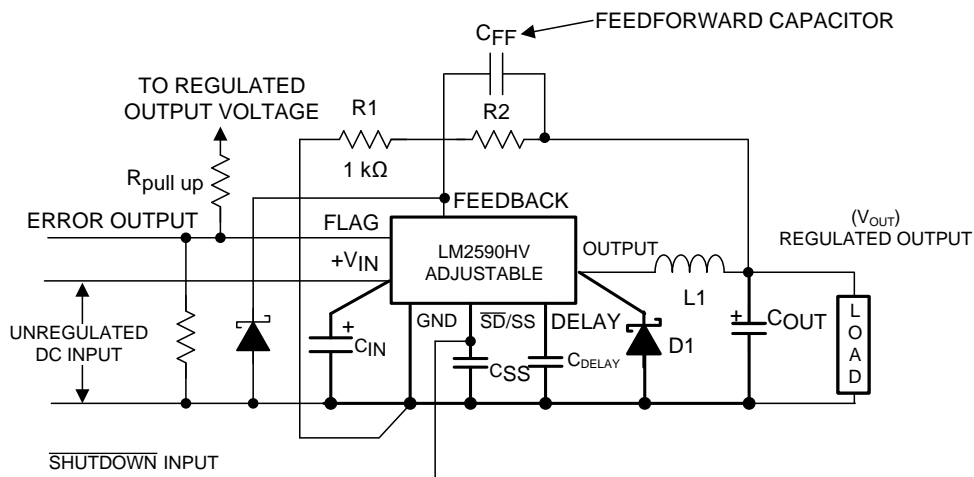 FEEDFORWARD CAPACITOR
CFF
TO REGULATED
OUTPUT VOLTAGE
R1
R2
1 kΩ
Rpull up
ERROR OUTPUT
FLAG
FEEDBACK
+VIN
LM2590HV
ADJUSTABLE
OUTPUT
(VOUT)
REGULATED OUTPUT
L1
UNREGULATED
DC INPUT
+
CIN
GND
SD/SS
DELAY
CSS
CDELAY
D1
+
COUT
LOAD
SHUTDOWN INPUT